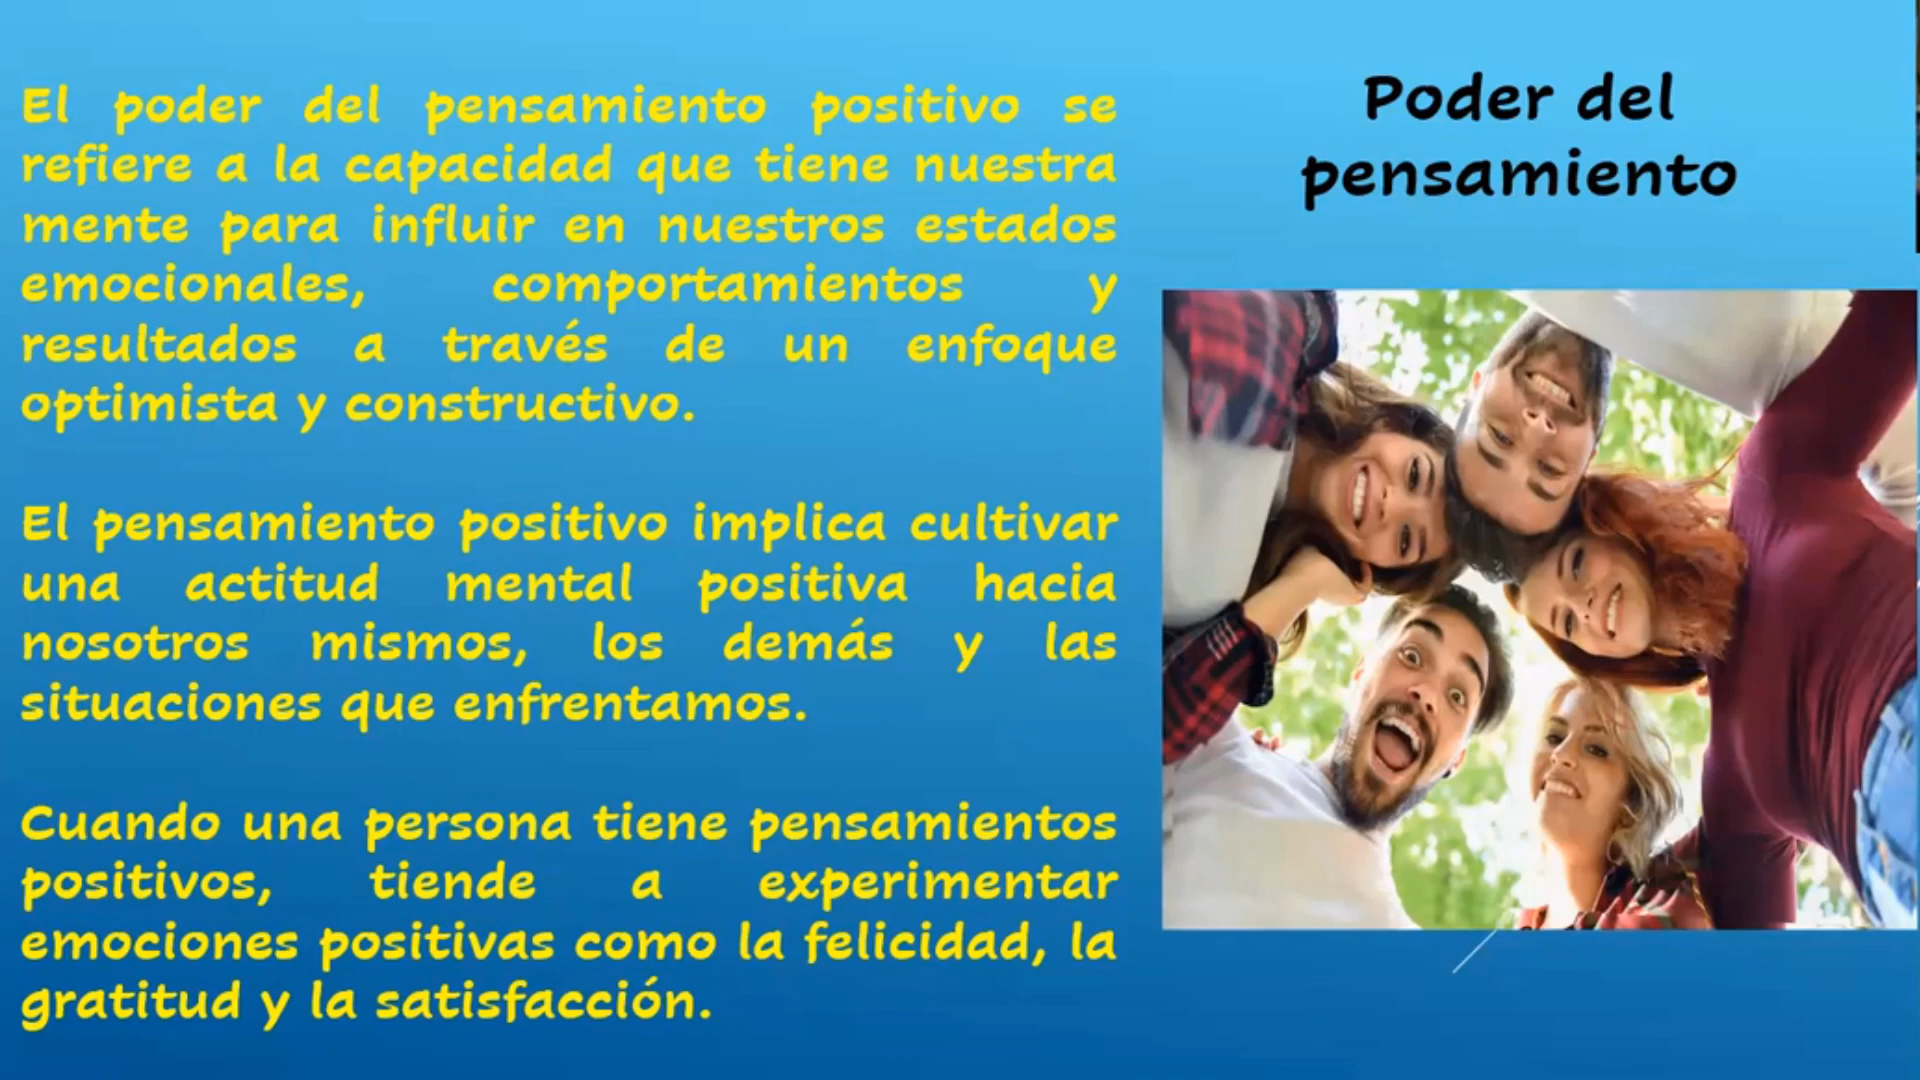 Poder del
pensamiento
El poder del pensamiento positivo se
refiere a la capacidad que tiene nuestra
mente para influir en nuestros estados
emocionales, comportamientos y
resultados a través de un enfoque
optimista y constructivo.
El pensamiento positivo implica cultivar
una actitud mental positiva hacia
nosotros mismos, los demás y las
situaciones que enfrentamos.
Cuando una persona tiene pensamientos
positivos, tiende a experimentar
emociones positivas como la felicidad, la
gratitud y la satisfacción.